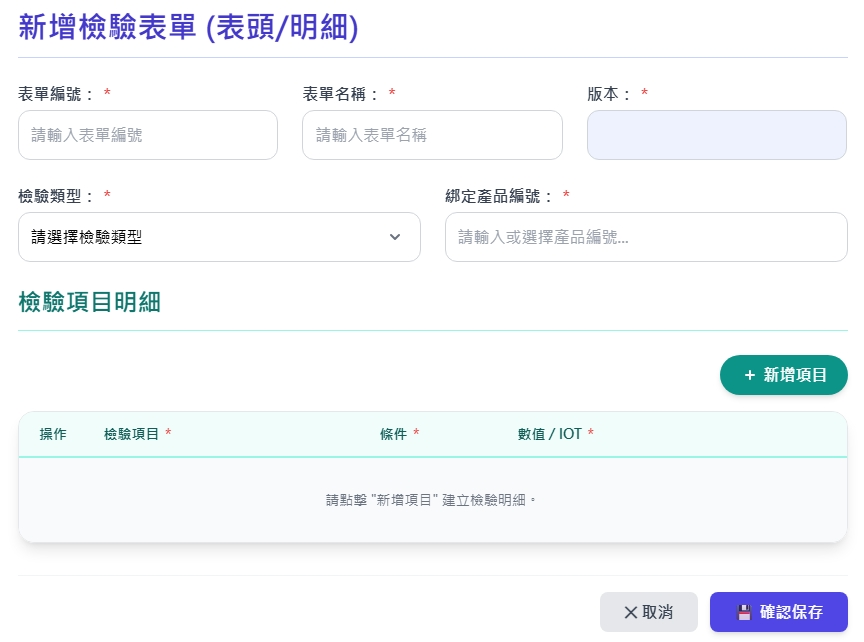 新增檢驗表單 (表頭/明細)
表單編號： * 表單名稱： * 版本： *
請輸入表單編號 請輸入表單名稱
檢驗類型： * 綁定產品編號： *
請選擇檢驗類型 請輸入或選擇產品編號...
檢驗項目明細
+ 新增項目
操作 檢驗項目 * 條件 * 數值 / IOT *
請點擊 "新增項目" 建立檢驗明細。
✕ 取消 💾 確認保存